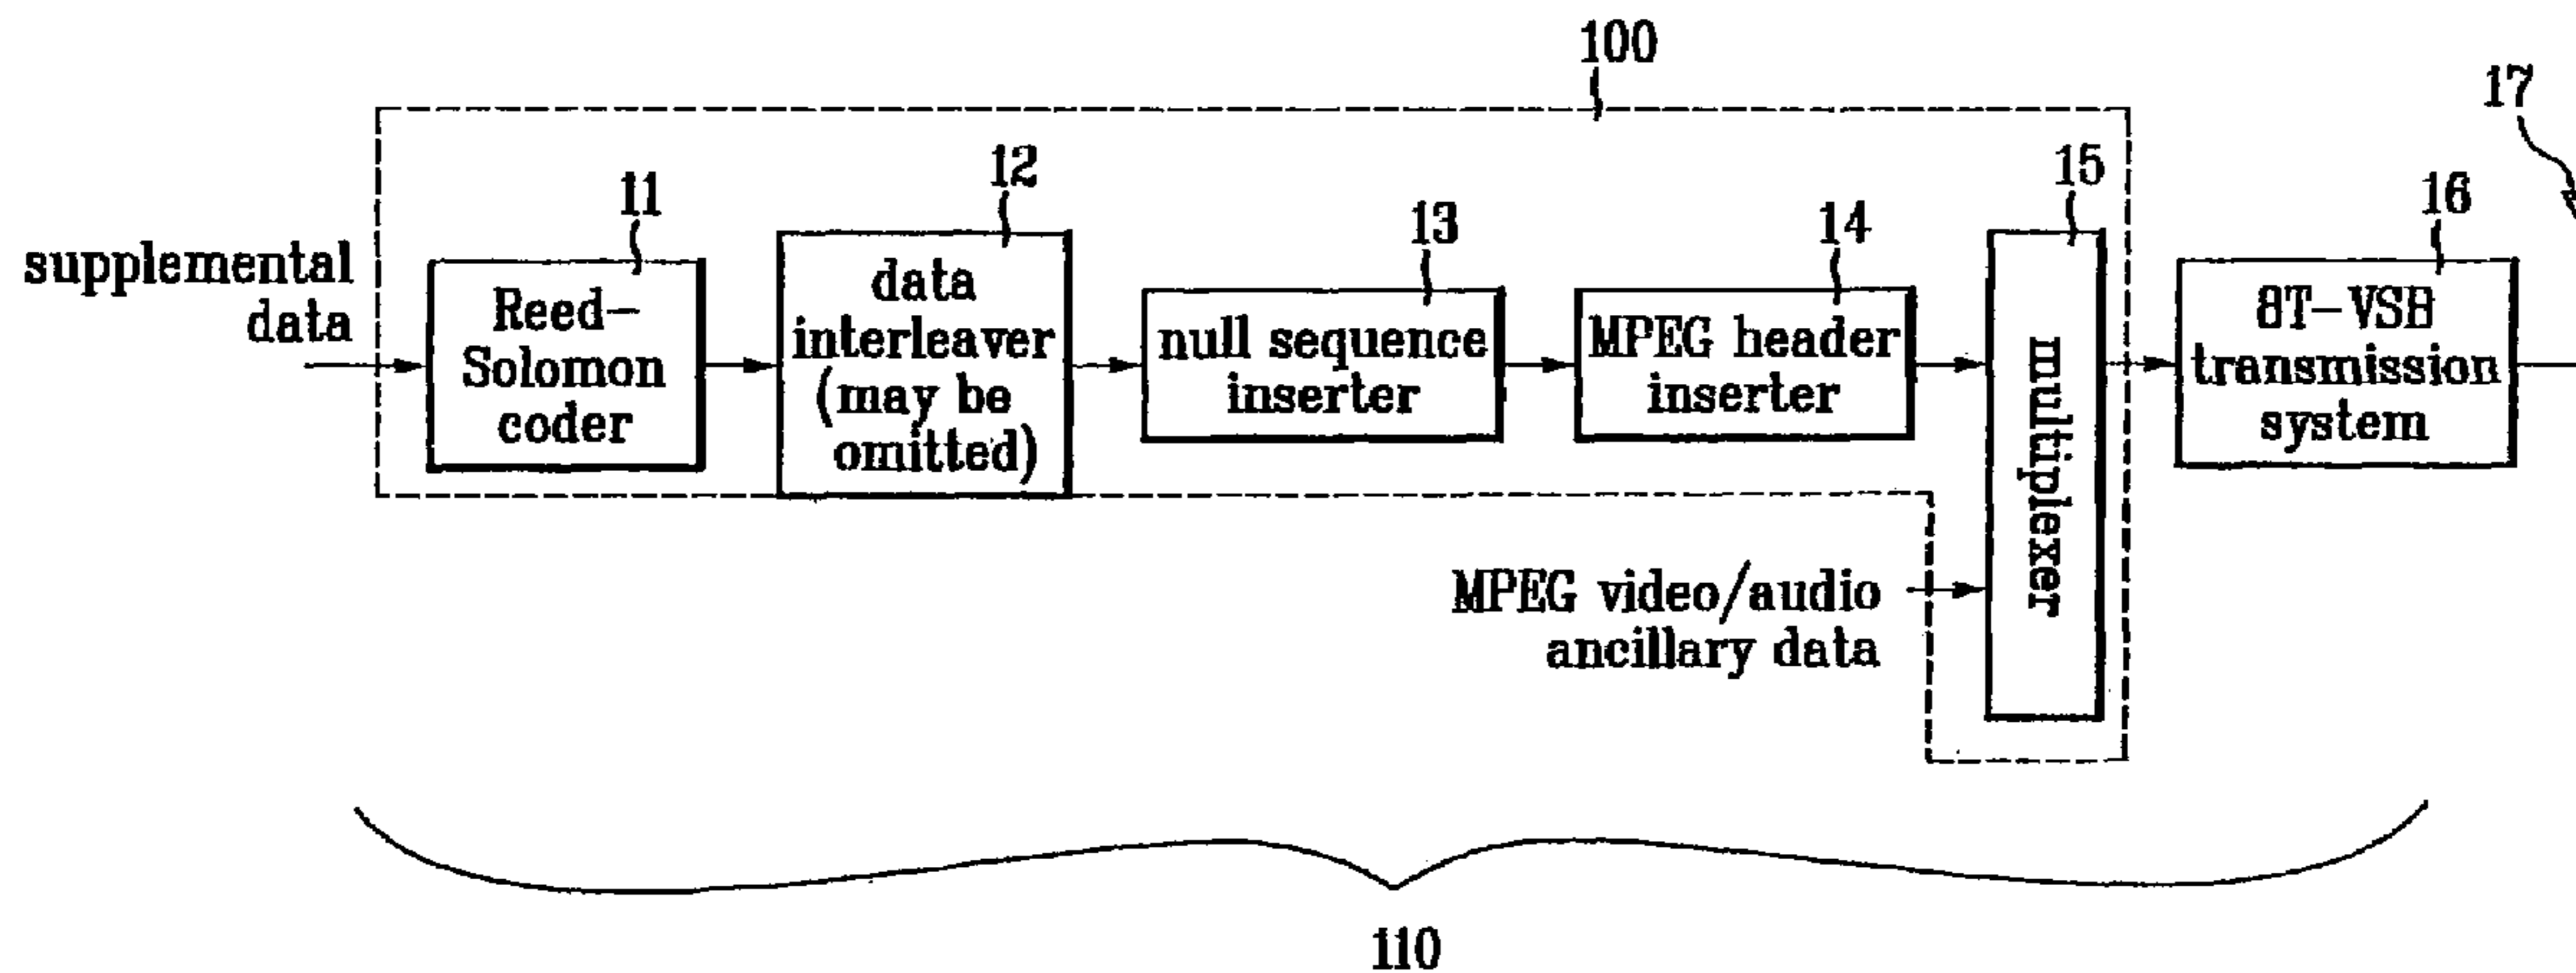 100
17
supplemental
data
11
Reed-
Solomon
coder
12
data
interleaver
(may be
omitted)
13
null sequence
inserter
14
MPEG header
inserter
15
multiplexer
16
8T-VSB
transmission
system
MPEG video/audio
ancillary data
110